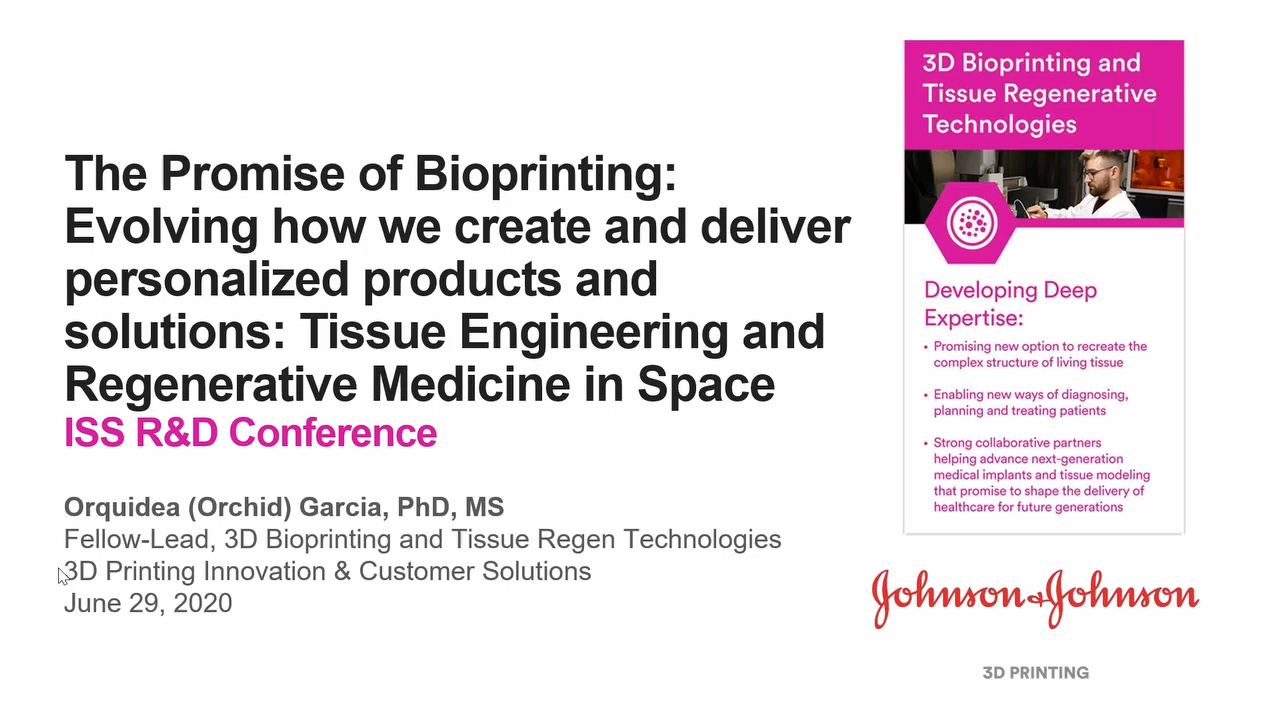 The Promise of Bioprinting:
Evolving how we create and deliver
personalized products and
solutions: Tissue Engineering and
Regenerative Medicine in Space
ISS R&D Conference
Orquidea (Orchid) Garcia, PhD, MS
Fellow-Lead, 3D Bioprinting and Tissue Regen Technologies
3D Printing Innovation & Customer Solutions
June 29, 2020
3D Bioprinting and
Tissue Regenerative
Technologies
Developing Deep
Expertise:
• Promising new option to recreate the
complex structure of living tissue
• Enabling new ways of diagnosing,
planning and treating patients
• Strong collaborative partners
helping advance next-generation
medical implants and tissue modeling
that promise to shape the delivery of
healthcare for future generations
Johnson & Johnson
3D PRINTING